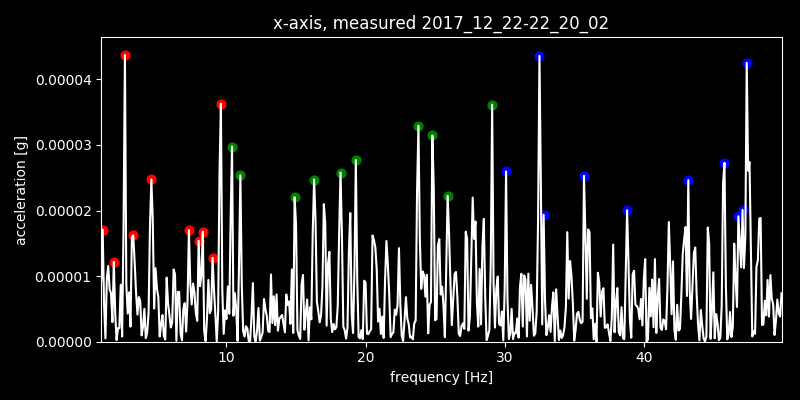 x-axis, measured 2017_12_22-22_20_02
acceleration [g]
0.00004
0.00003
0.00002
0.00001
0.00000
10 20 30 40
frequency [Hz]